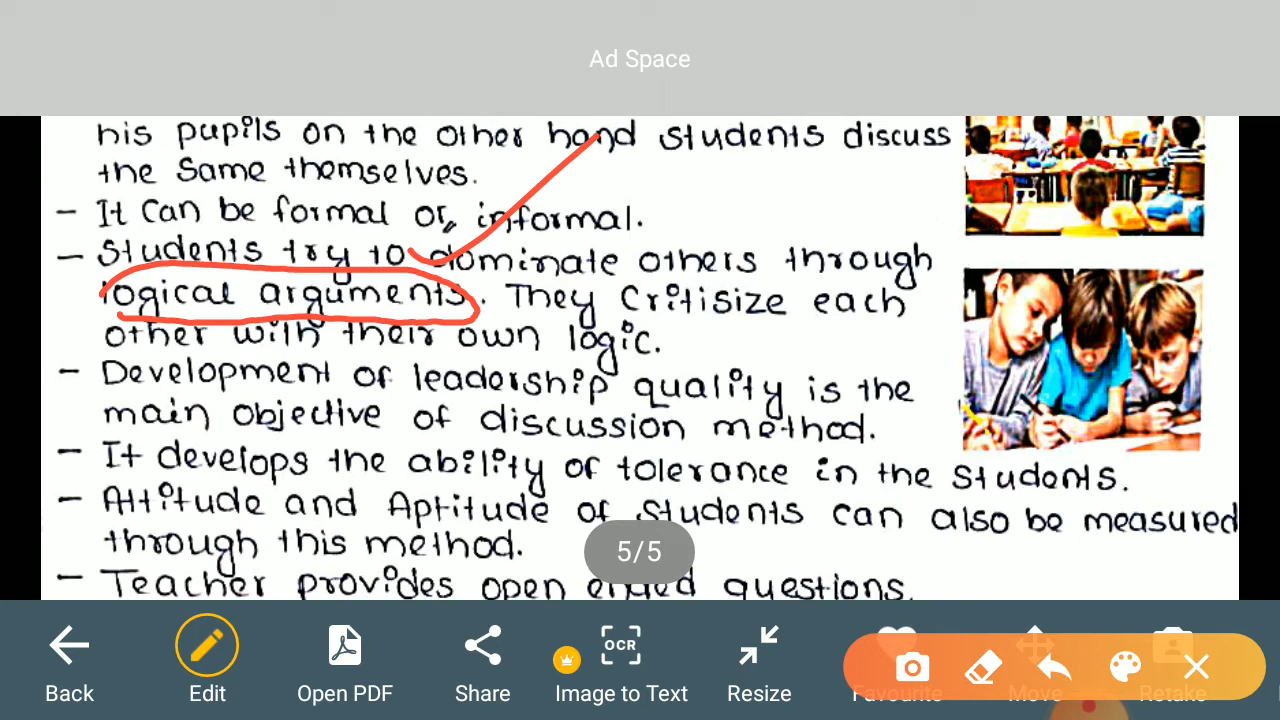 Ad Space
his pupils on the other hand students discuss
the same themselves.
- It can be formal or informal.
- Students try to dominate others through
logical arguments. They critisize each
other with their own logic.
- Development of leadership quality is the
main objective of discussion method.
- It develops the ability of tolerance in the students.
- Attitude and Aptitude of students can also be measured
through this method.
5/5
- Teacher provides open ended questions.
OCR
Back Edit Open PDF Share Image to Text Resize Favourite Move Retake